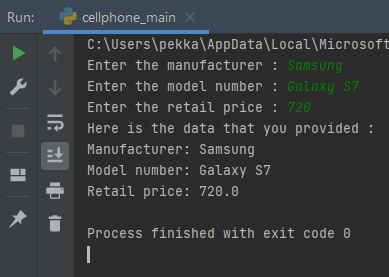 Run: cellphone_main
C:\Users\pekka\AppData\Local\Microsoft
Enter the manufacturer : Samsung
Enter the model number : Galaxy S7
Enter the retail price : 720
Here is the data that you provided :
Manufacturer: Samsung
Model number: Galaxy S7
Retail price: 720.0
Process finished with exit code 0